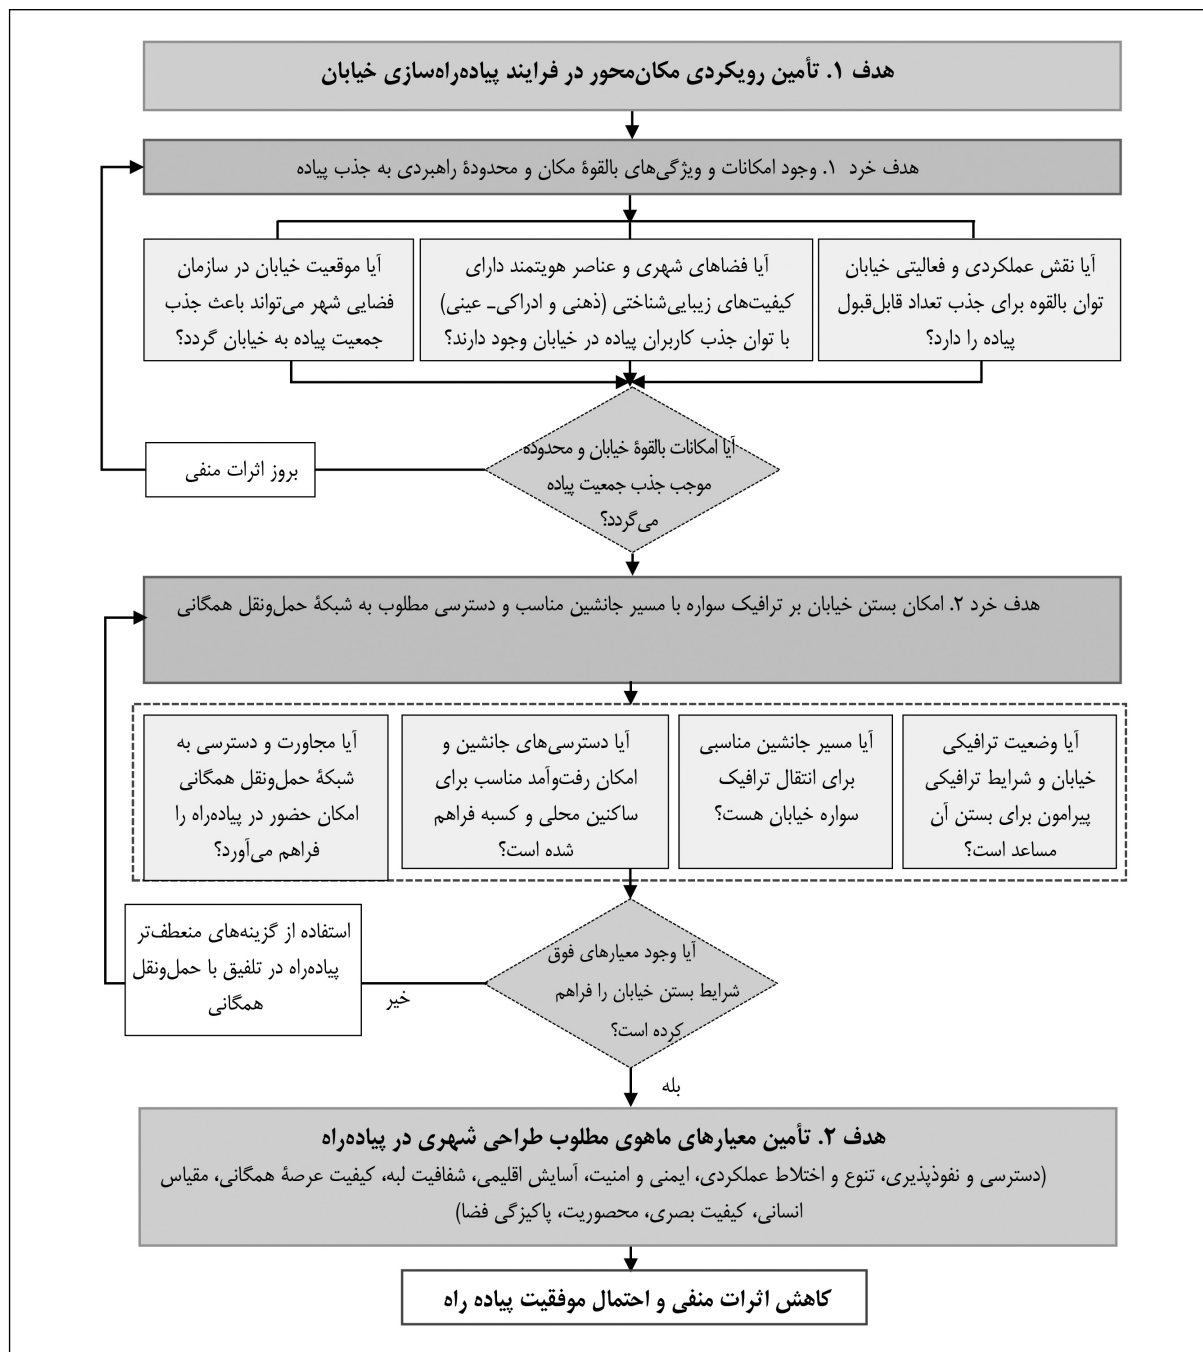 هدف ۱. تأمین رویکردی مکان‌محور در فرایند پیاده‌راه‌سازی خیابان
هدف خرد ۱. وجود امکانات و ویژگی‌های بالقوهٔ مکان و محدودهٔ راهبردی به جذب پیاده
آیا نقش عملکردی و فعالیتی خیابان
توان بالقوه برای جذب تعداد قابل‌قبول
پیاده را دارد؟
آیا فضاهای شهری و عناصر هویتمند دارای
کیفیت‌های زیبایی‌شناختی (ذهنی و ادراکی‌ـ عینی)
با توان جذب کاربران پیاده در خیابان وجود دارند؟
آیا موقعیت خیابان در سازمان
فضایی شهر می‌تواند باعث جذب
جمعیت پیاده به خیابان گردد؟
آیا امکانات بالقوهٔ خیابان و محدوده
موجب جذب جمعیت پیاده
می‌گردد؟
بروز اثرات منفی
هدف خرد ۲. امکان بستن خیابان بر ترافیک سواره با مسیر جانشین مناسب و دسترسی مطلوب به شبکهٔ حمل‌ونقل همگانی
آیا وضعیت ترافیکی
خیابان و شرایط ترافیکی
پیرامون برای بستن آن
مساعد است؟
آیا مسیر جانشین مناسبی
برای انتقال ترافیک
سواره خیابان هست؟
آیا دسترسی‌های جانشین و
امکان رفت‌وآمد مناسب برای
ساکنین محلی و کسبه فراهم
شده است؟
آیا مجاورت و دسترسی به
شبکهٔ حمل‌ونقل همگانی
امکان حضور در پیاده‌راه را
فراهم می‌آورد؟
آیا وجود معیارهای فوق
شرایط بستن خیابان را فراهم
کرده است؟
خیر
استفاده از گزینه‌های منعطف‌تر
پیاده‌راه در تلفیق با حمل‌ونقل
همگانی
بله
هدف ۲. تأمین معیارهای ماهوی مطلوب طراحی شهری در پیاده‌راه
(دسترسی و نفوذپذیری، تنوع و اختلاط عملکردی، ایمنی و امنیت، آسایش اقلیمی، شفافیت لبه، کیفیت عرصهٔ همگانی، مقیاس
انسانی، کیفیت بصری، محصوریت، پاکیزگی فضا)
کاهش اثرات منفی و احتمال موفقیت پیاده راه